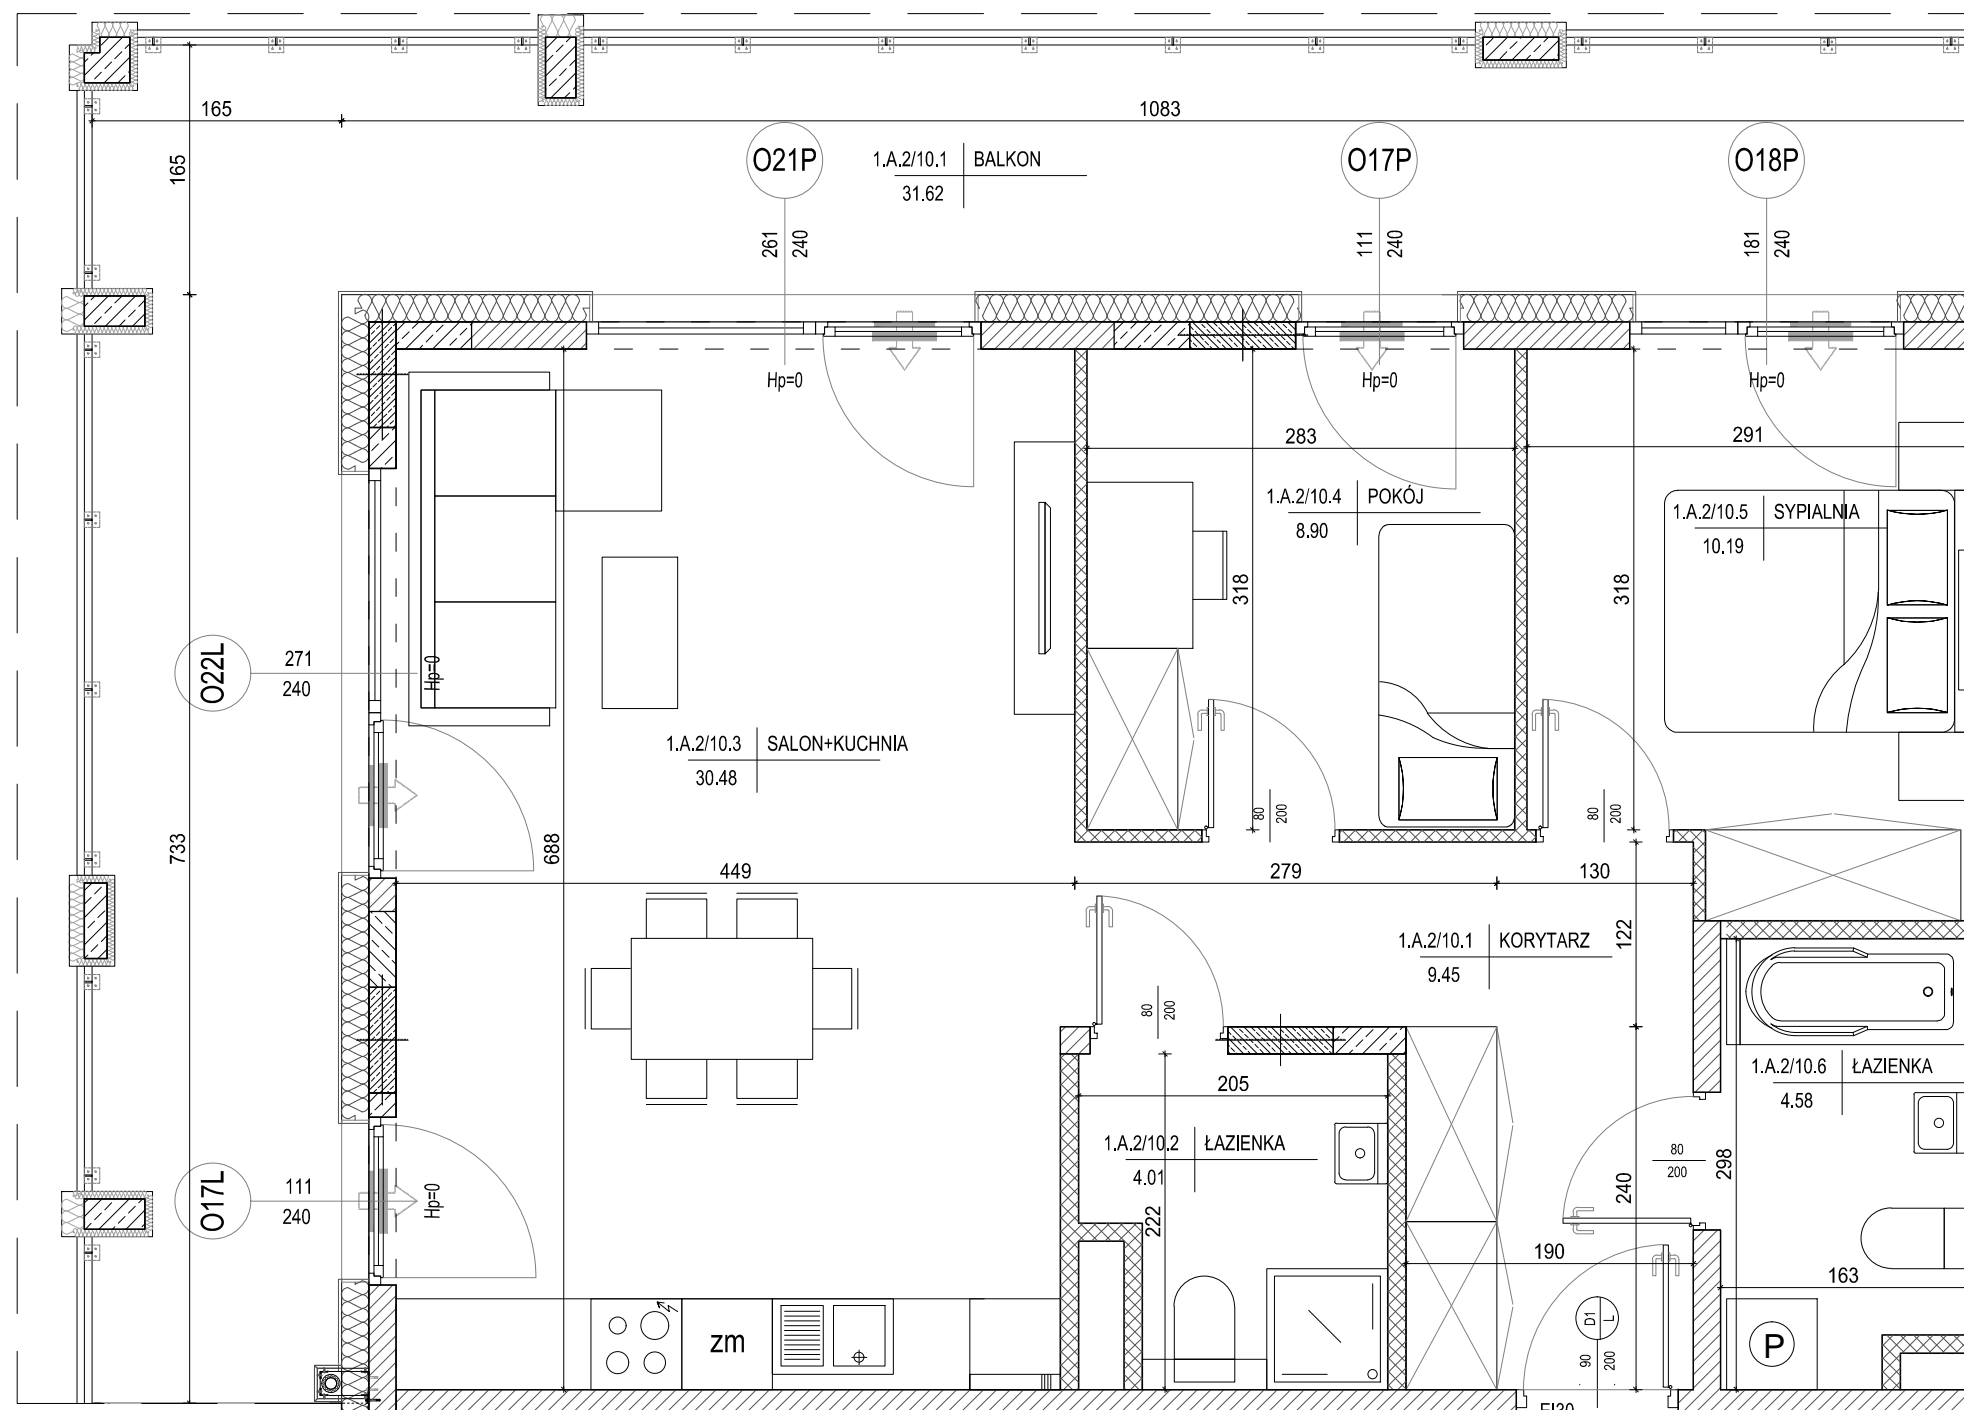 165
1083
165
O21P
1.A.2/10.1 BALKON
31.62
O17P
O18P
261
240
111
240
181
240
Hp=0
Hp=0
Hp=0
283
291
1.A.2/10.4 POKÓJ
8.90
1.A.2/10.5 SYPIALNIA
10.19
318
318
O22L
271
240
Hp=0
1.A.2/10.3 SALON+KUCHNIA
30.48
80
200
80
200
733
688
449
279
130
122
1.A.2/10.1 KORYTARZ
9.45
80
200
205
1.A.2/10.6 ŁAZIENKA
4.58
1.A.2/10.2 ŁAZIENKA
4.01
80
200
298
240
222
O17L
111
240
Hp=0
190
163
D1
L
90
200
zm
P
EI30